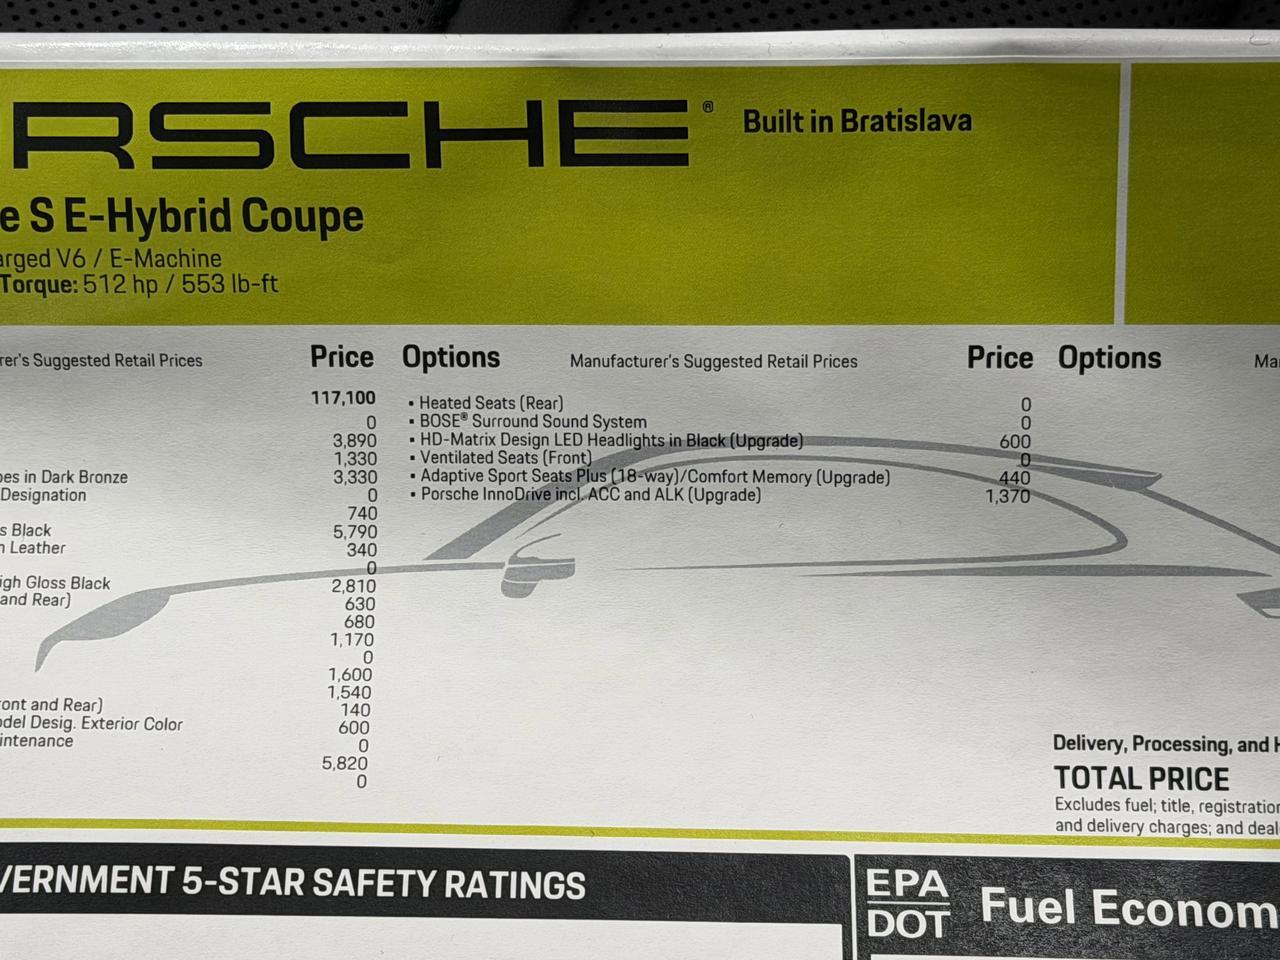 RSCHE® Built in Bratislava
e S E-Hybrid Coupe
arged V6 / E-Machine
Torque: 512 hp / 553 lb-ft
rer's Suggested Retail Prices Price
117,100
0
3,890
1,330
pes in Dark Bronze 3,330
Designation 0
740
s Black 5,790
n Leather 340
0
igh Gloss Black 2,810
and Rear) 630
680
1,170
0
1,600
1,540
ront and Rear) 140
odel Desig. Exterior Color 600
intenance 0
5,820
0
Options Manufacturer's Suggested Retail Prices Price
▪ Heated Seats (Rear) 0
▪ BOSE® Surround Sound System 0
▪ HD-Matrix Design LED Headlights in Black (Upgrade) 600
▪ Ventilated Seats (Front) 0
▪ Adaptive Sport Seats Plus (18-way)/Comfort Memory (Upgrade) 440
▪ Porsche InnoDrive incl. ACC and ALK (Upgrade) 1,370
Options Ma
Delivery, Processing, and H
TOTAL PRICE
Excludes fuel; title, registration
and delivery charges; and deal
VERNMENT 5-STAR SAFETY RATINGS
EPA
DOT
Fuel Econom